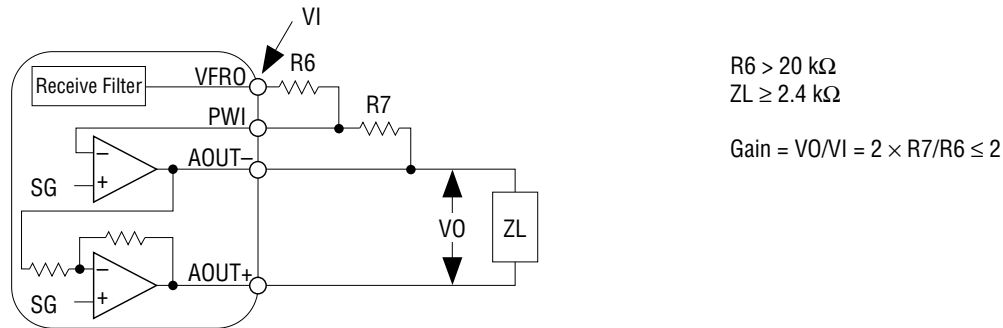 VI
R6
VFRO
Receive Filter
R7
PWI
AOUT–
–
+
SG
VO
ZL
–
+
SG
AOUT+
R6 > 20 kΩ
ZL ≥ 2.4 kΩ
Gain = VO/VI = 2 × R7/R6 ≤ 2